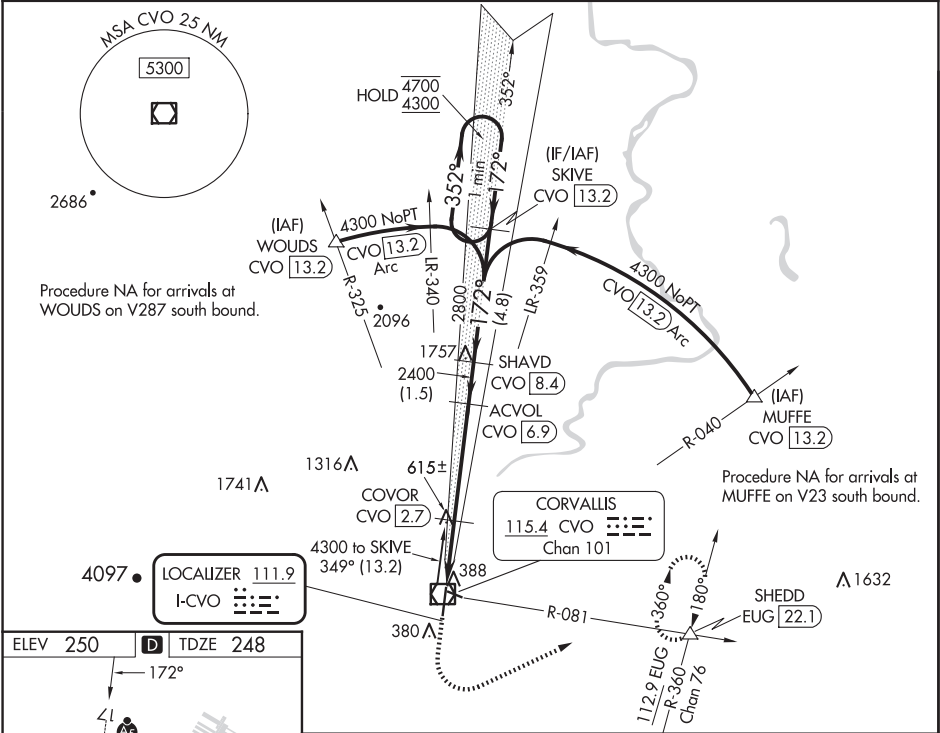 MSA CVO 25 NM
5300
2686
HOLD 4700
4300
352°
352°
1 min
172°
(IF/IAF)
SKIVE
CVO 13.2
(IAF)
WOUDS
CVO 13.2
4300 NoPT
CVO 13.2
Arc
R-325
LR-340
2096
Procedure NA for arrivals at
WOUDS on V287 south bound.
2800
172°
(4.8)
LR-359
4300 NoPT
CVO 13.2 Arc
1757
SHAVD
CVO 8.4
2400
(1.5)
ACVOL
CVO 6.9
(IAF)
MUFFE
CVO 13.2
R-040
Procedure NA for arrivals at
MUFFE on V23 south bound.
1316
1741
615±
COVOR
CVO 2.7
4300 to SKIVE
349° (13.2)
CORVALLIS
115.4 CVO
Chan 101
4097
LOCALIZER 111.9
I-CVO
388
380
R-081
360°
180°
SHEDD
EUG 22.1
1632
112.9 EUG
R-360
Chan 76
ELEV 250 D TDZE 248
172°
17